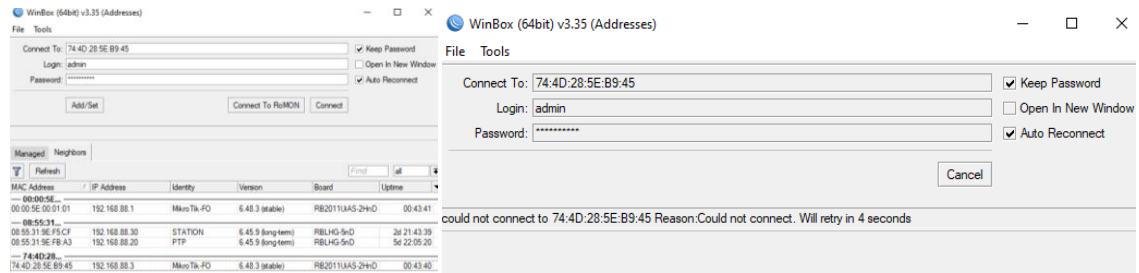 WinBox (64bit) v3.35 (Addresses)
File Tools
Connect To: 74:4D:28:5E:B9:45
Keep Password
Login: admin
Open In New Window
Password: **********
Auto Reconnect
Add/Set
Connect To RoMON
Connect
Managed Neighbors
Refresh
Find
all
MAC Address / IP Address Identity Version Board Uptime
— 00:00:5E...
00:00:5E:00:01:01 192.168.88.1 MikroTik-FO 6.48.3 (stable) RB2011UiAS-2HnD 00:43:41
— 08:55:31...
08:55:31:9E:F5:CF 192.168.88.30 STATION 6.45.9 (long-term) RBLHG-5nD 2d 21:43:39
08:55:31:9E:FB:A3 192.168.88.20 PTP 6.45.9 (long-term) RBLHG-5nD 5d 22:05:20
— 74:4D:28...
74:4D:28:5E:B9:45 192.168.88.3 MikroTik-FO 6.48.3 (stable) RB2011UiAS-2HnD 00:43:40
WinBox (64bit) v3.35 (Addresses)
File Tools
Connect To: 74:4D:28:5E:B9:45
Keep Password
Login: admin
Open In New Window
Password: **********
Auto Reconnect
Cancel
could not connect to 74:4D:28:5E:B9:45 Reason:Could not connect. Will retry in 4 seconds